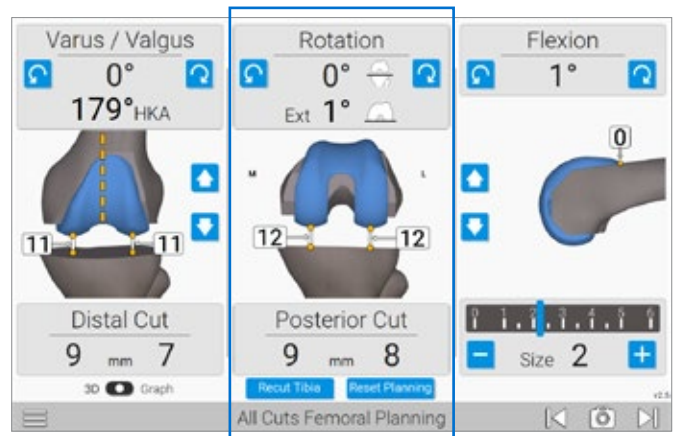 Varus / Valgus
0°
179°HKA
11 11
Distal Cut
9 mm 7
3D Graph
Rotation
0°
Ext 1°
M L
12 12
Posterior Cut
9 mm 8
Recut Tibia Reset Planning
All Cuts Femoral Planning
Flexion
1°
0
0 1 2 3 4 5 6
Size 2
v2.5